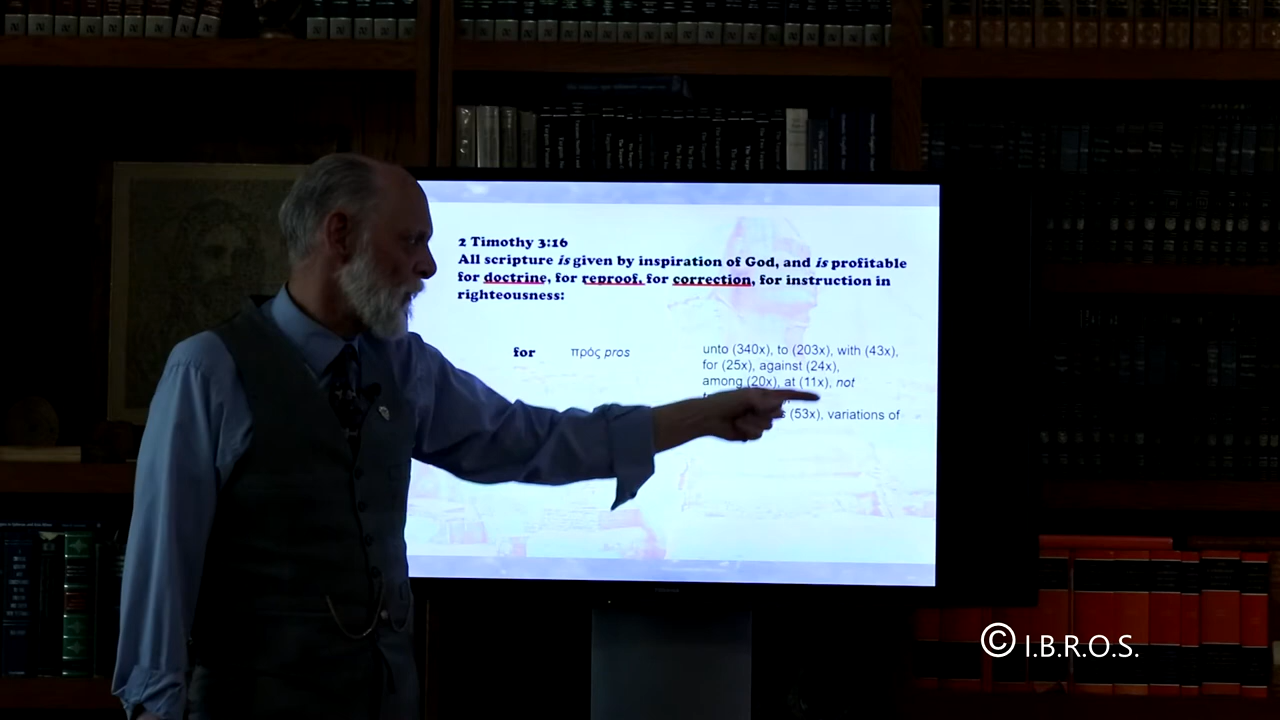 2 Timothy 3:16
All scripture is given by inspiration of God, and is profitable
for doctrine, for reproof, for correction, for instruction in
righteousness:
for πρός pros
unto (340x), to (203x), with (43x),
for (25x), against (24x),
among (20x), at (11x), not
(53x), variations of
© I.B.R.O.S.